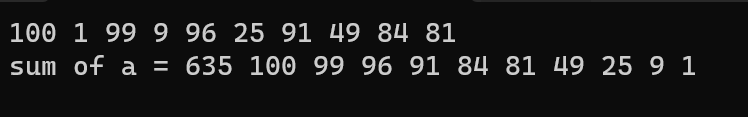 100 1 99 9 96 25 91 49 84 81
sum of a = 635 100 99 96 91 84 81 49 25 9 1